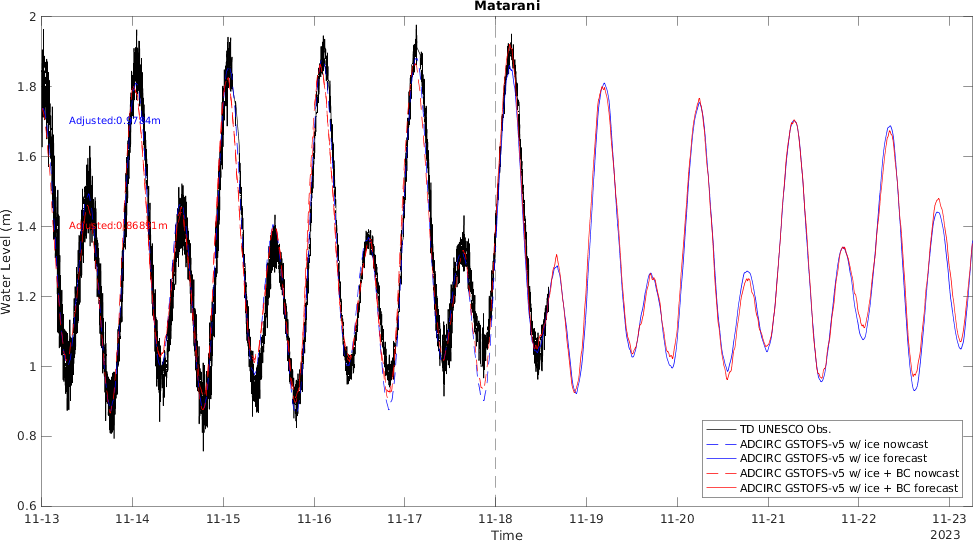 Matarani
2
1.8
1.6
1.4
1.2
1
0.8
0.6
Water Level (m)
Adjusted:0.9784m
Adjusted:0.86891m
TD UNESCO Obs.
ADCIRC GSTOFS-v5 w/ ice nowcast
ADCIRC GSTOFS-v5 w/ ice forecast
ADCIRC GSTOFS-v5 w/ ice + BC nowcast
ADCIRC GSTOFS-v5 w/ ice + BC forecast
11-13 11-14 11-15 11-16 11-17 11-18 11-19 11-20 11-21 11-22 11-23
Time
2023